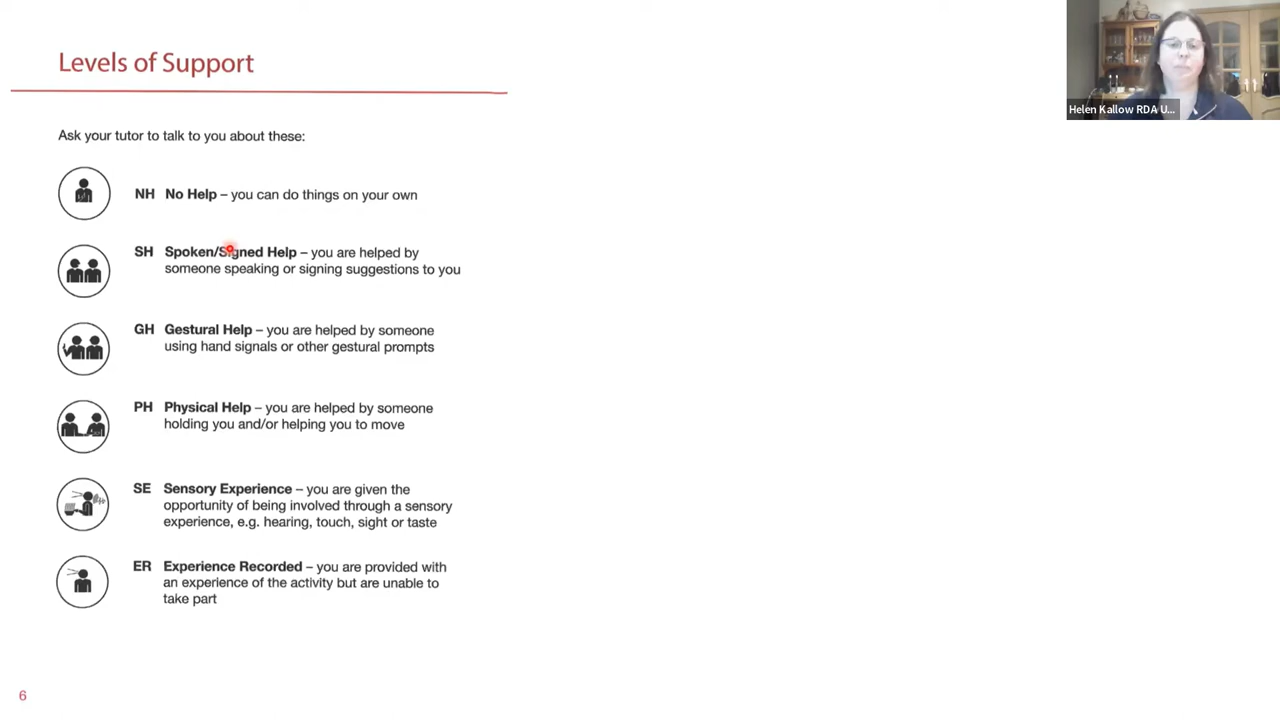 Levels of Support
Helen Kallow RDA U...
Ask your tutor to talk to you about these:
NH No Help – you can do things on your own
SH Spoken/Signed Help – you are helped by
someone speaking or signing suggestions to you
GH Gestural Help – you are helped by someone
using hand signals or other gestural prompts
PH Physical Help – you are helped by someone
holding you and/or helping you to move
SE Sensory Experience – you are given the
opportunity of being involved through a sensory
experience, e.g. hearing, touch, sight or taste
ER Experience Recorded – you are provided with
an experience of the activity but are unable to
take part
6